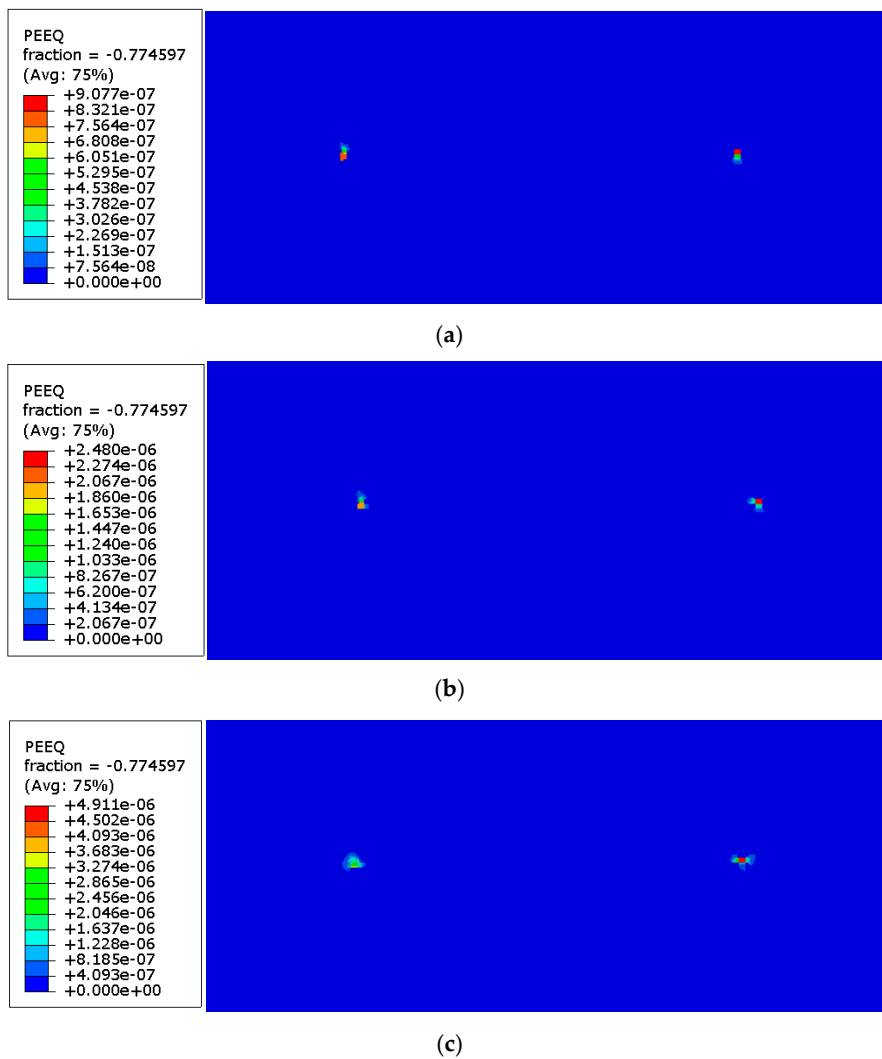 PEEQ
fraction = -0.774597
(Avg: 75%)
+9.077e-07
+8.321e-07
+7.564e-07
+6.808e-07
+6.051e-07
+5.295e-07
+4.538e-07
+3.782e-07
+3.026e-07
+2.269e-07
+1.513e-07
+7.564e-08
+0.000e+00
(a)
PEEQ
fraction = -0.774597
(Avg: 75%)
+2.480e-06
+2.274e-06
+2.067e-06
+1.860e-06
+1.653e-06
+1.447e-06
+1.240e-06
+1.033e-06
+8.267e-07
+6.200e-07
+4.134e-07
+2.067e-07
+0.000e+00
(b)
PEEQ
fraction = -0.774597
(Avg: 75%)
+4.911e-06
+4.502e-06
+4.093e-06
+3.683e-06
+3.274e-06
+2.865e-06
+2.456e-06
+2.046e-06
+1.637e-06
+1.228e-06
+8.185e-07
+4.093e-07
+0.000e+00
(c)